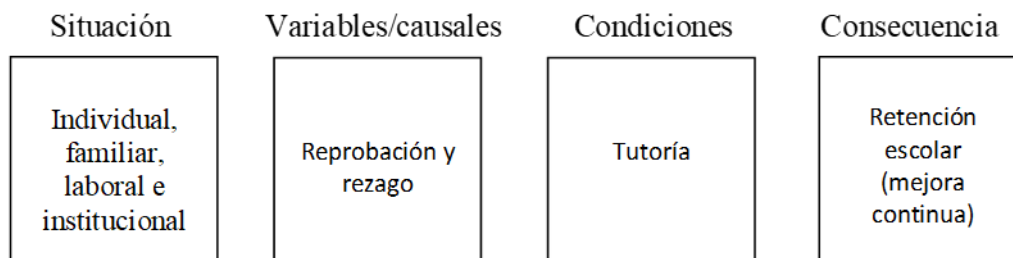 Situación
Variables/causales
Condiciones
Consecuencia
Individual,
familiar,
laboral e
institucional
Reprobación y
rezago
Tutoría
Retención
escolar
(mejora
continua)